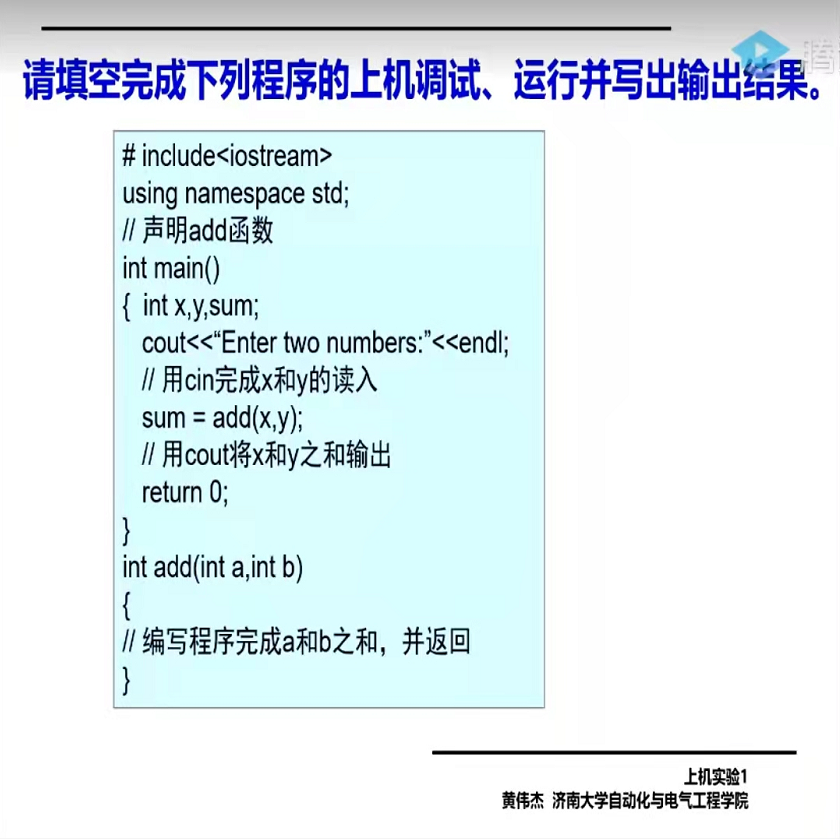 腾
请填空完成下列程序的上机调试、运行并写出输出结果。
# include<iostream>
using namespace std;
// 声明add函数
int main()
{ int x,y,sum;
cout<<“Enter two numbers:”<<endl;
// 用cin完成x和y的读入
sum = add(x,y);
// 用cout将x和y之和输出
return 0;
}
int add(int a,int b)
{
// 编写程序完成a和b之和，并返回
}
上机实验1
黄伟杰 济南大学自动化与电气工程学院